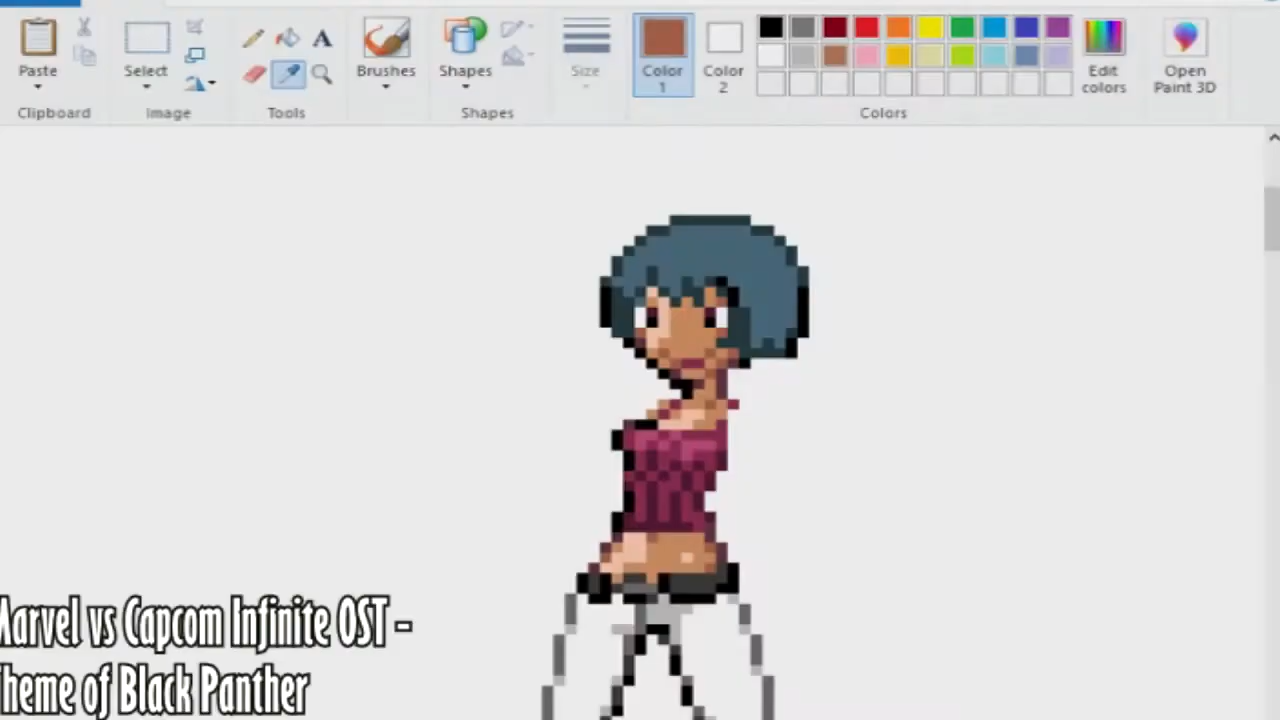 Paste
Select
Brushes
Shapes
Size
Color
1
Color
2
Edit
colors
Open
Paint 3D
Clipboard
Image
Tools
Shapes
Colors
A
Marvel vs Capcom Infinite OST -
Theme of Black Panther